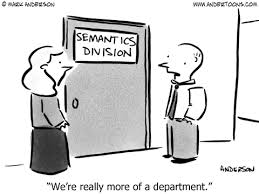 © MARK ANDERSON
WWW.ANDERTOONS.COM
SEMANTICS
DIVISION
ANDERSON
"We're really more of a department."